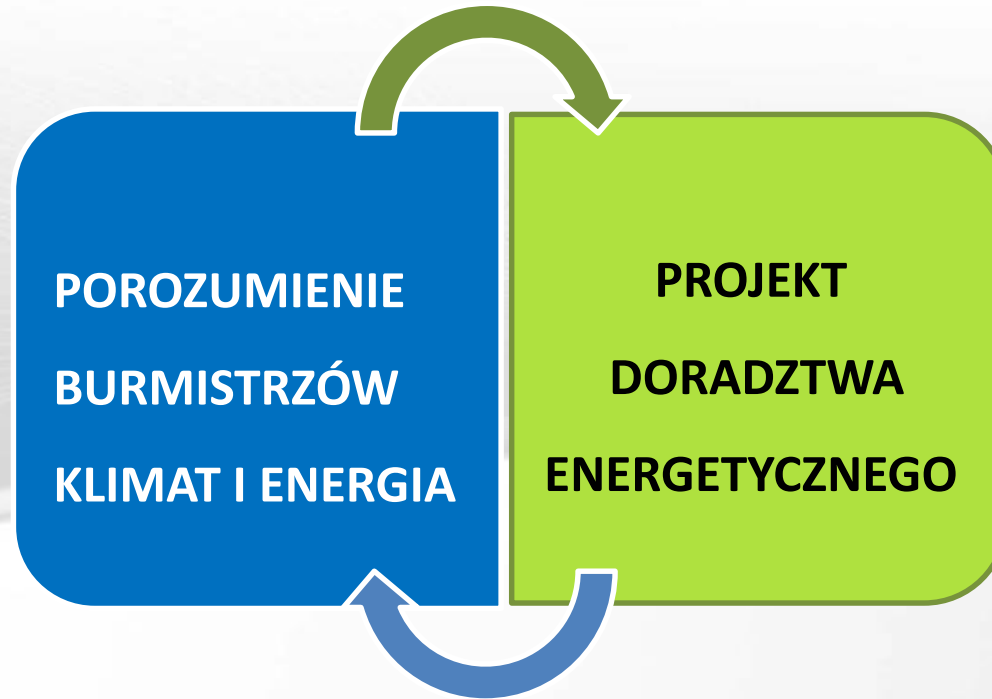 POROZUMIENIE
BURMISTRZÓW
KLIMAT I ENERGIA
PROJEKT
DORADZTWA
ENERGETYCZNEGO